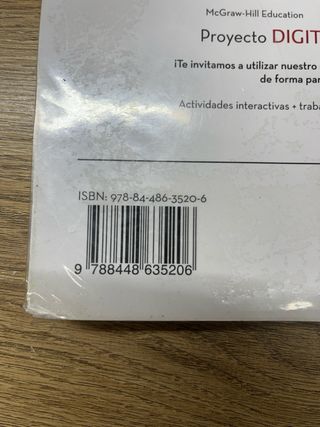 McGraw-Hill Education
Proyecto DIGIT
¡Te invitamos a utilizar nuestro
de forma par
Actividades interactivas + traba
ISBN: 978-84-486-3520-6
9 788448 635206